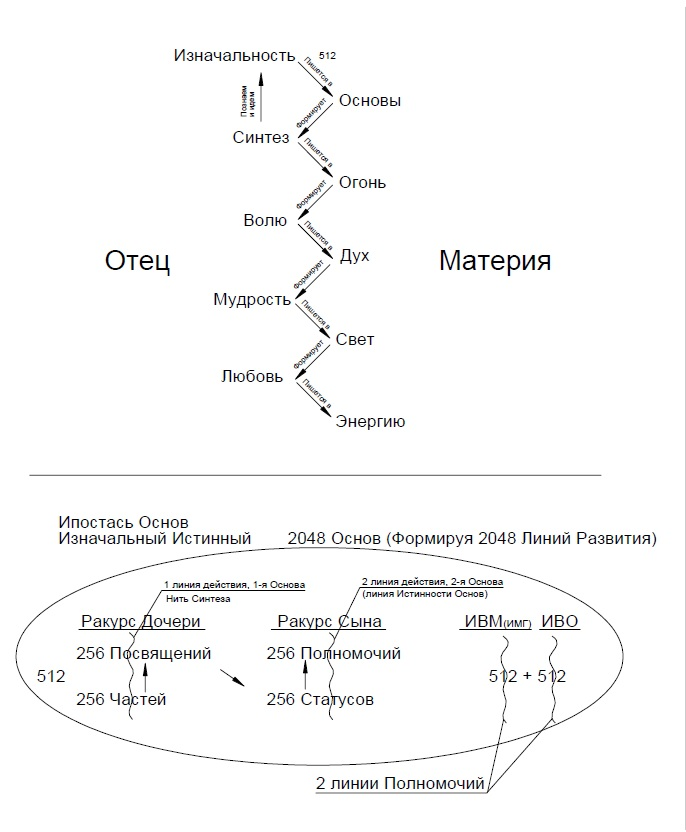 Изначальность 512
Пишется в
Основы
Познаем
и идем
Формирует
Синтез
Пишется в
Огонь
Формирует
Волю
Пишется в
Дух
Отец
Материя
Формирует
Мудрость
Пишется в
Свет
Формирует
Любовь
Пишется в
Энергию
Ипостась Основ
Изначальный Истинный 2048 Основ (Формируя 2048 Линий Развития)
1 линия действия, 1-я Основа
Нить Синтеза
2 линия действия, 2-я Основа
(линия Истинности Основ)
Ракурс Дочери Ракурс Сына ИВМ(ИМГ) ИВО
256 Посвящений 256 Полномочий
512 512 + 512
256 Частей 256 Статусов
2 линии Полномочий